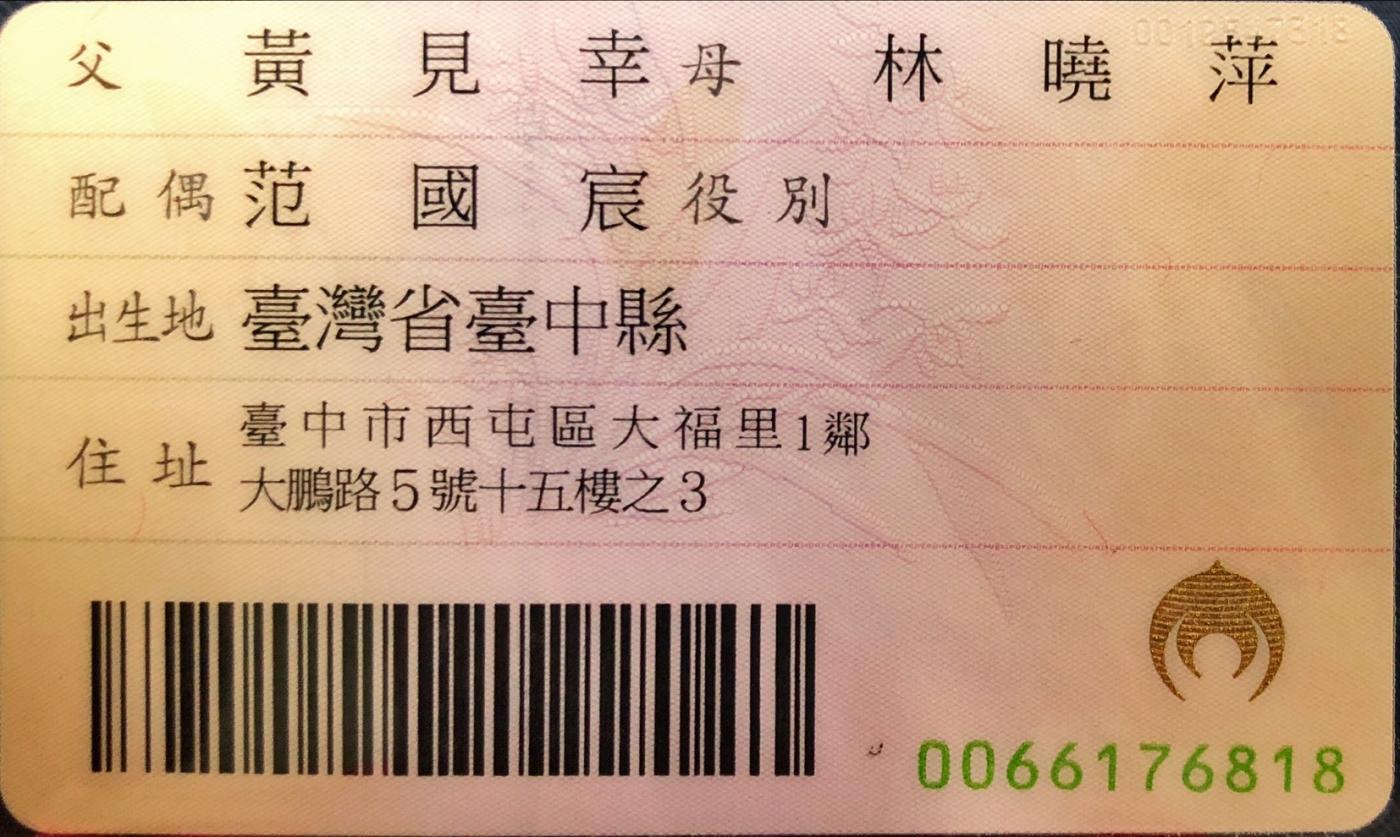 父 黃見幸 母 林曉萍
配偶 范國宸 役別
出生地 臺灣省臺中縣
住址 臺中市西屯區大福里1鄰
大鵬路5號十五樓之3
0066176818